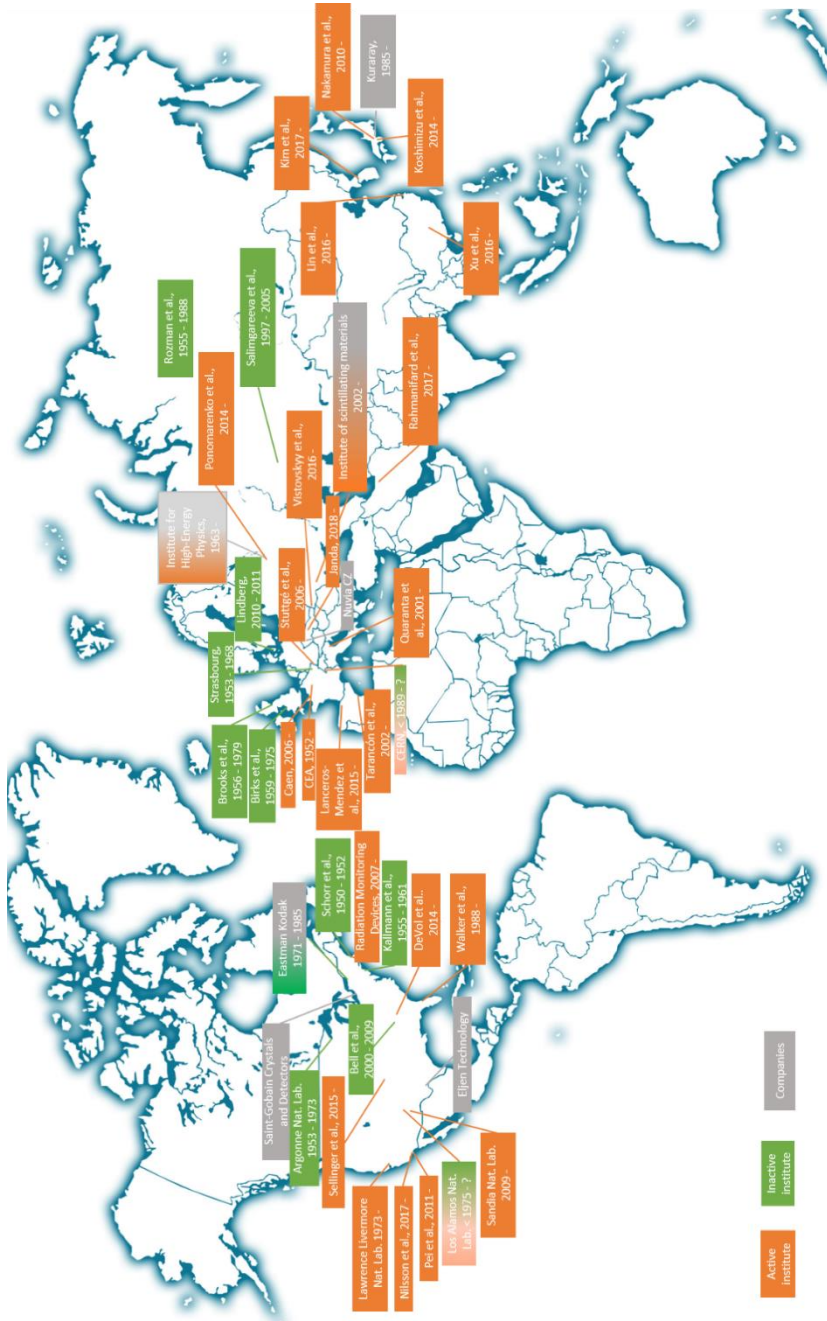 Saint-Gobain Crystals
and Detectors
Argonne Nat. Lab.
1953 - 1973
Sellinger et al., 2015 -
Lawrence Livermore
Nat. Lab. 1973 -
Nilsson et al., 2017 -
Pei et al., 2011 -
Los Alamos Nat.
Lab. < 1975 - ?
Sandia Nat. Lab.
2009 -
Eastman Kodak
1971 - 1985
Bell et al.,
2000 - 2009
Eljen Technology
Schorr et al.,
1950 - 1952
Radiation Monitoring
Devices, 2007 -
Kallmann et al.,
1955 - 1961
DeVol et al..
2014 -
Walker et al.,
1988 -
Brooks et al.,
1956 - 1979
Birks et al.,
1959 - 1975
Caen, 2006 -
CEA, 1952 -
Lanceros-
Mendez et
al., 2015 -
Tarancón et al.,
2002 -
CERN, < 1989 - ?
Strasbourg,
1953 - 1968
Lindberg,
2010 - 2011
Stuttgé et al.,
2006 -
Institute for
High-Energy
Physics,
1963 -
Nuvia CZ
Janda, 2018 -
Quaranta et
al., 2001 -
Ponomarenko et al.,
2014 -
Vistovskyy et al.,
2016 -
Institute of scintillating materials
2002 -
Rahmanifard et al.,
2017 -
Rozman et al.,
1955 - 1988
Salimgareeva et al.,
1997 - 2005
Lin et al.,
2016 -
Xu et al.,
2016 -
Kim et al.,
2017 -
Nakamura et al.,
2010 -
Kuraray,
1985 -
Koshimizu et al.,
2014 -
Active
institute
Inactive
institute
Companies